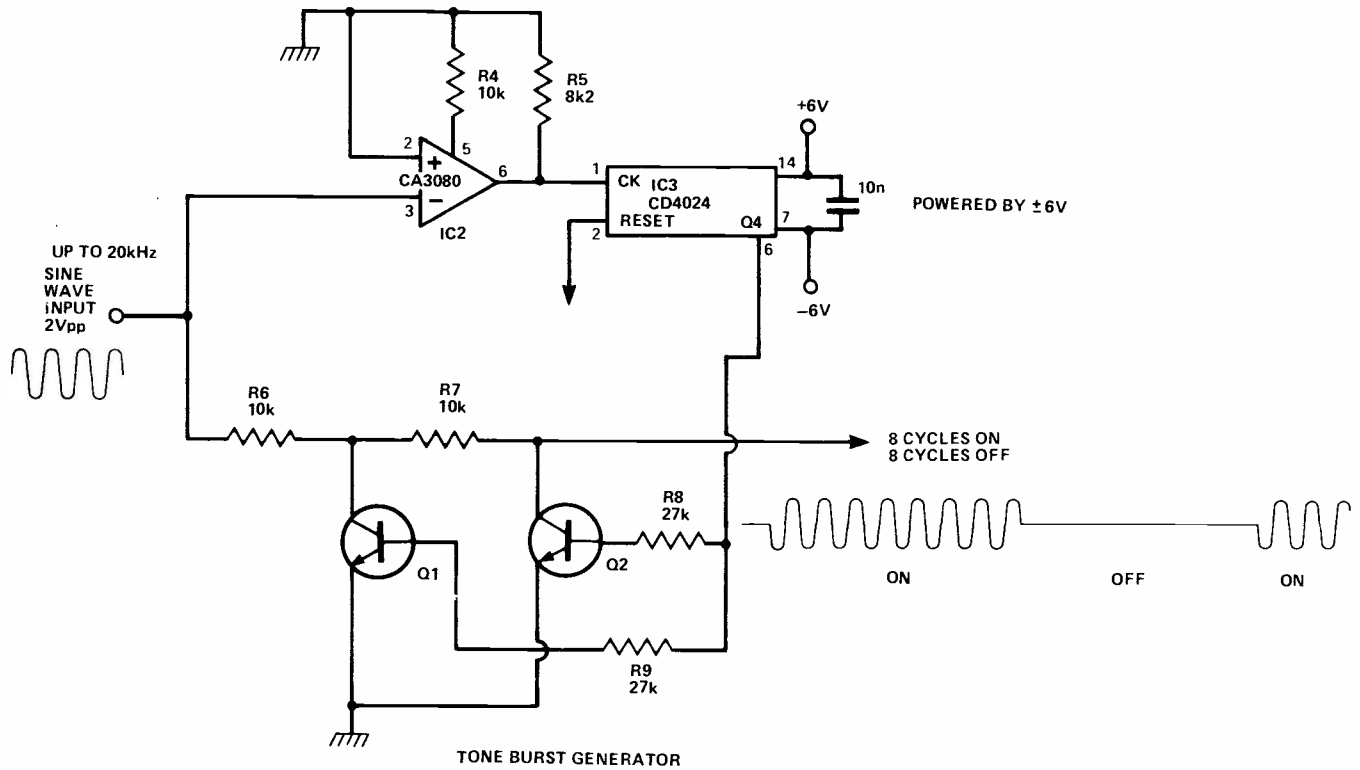 R4
10k
R5
8k2
+6V
2
+
5
CA3080
6
3
−
IC2
1
CK
IC3
CD4024
RESET
2
Q4
14
7
6
10n
POWERED BY ±6V
−6V
UP TO 20kHz
SINE
WAVE
iNPUT
2Vpp
R6
10k
R7
10k
8 CYCLES ON
8 CYCLES OFF
R8
27k
Q1
Q2
ON
OFF
ON
R9
27k
TONE BURST GENERATOR